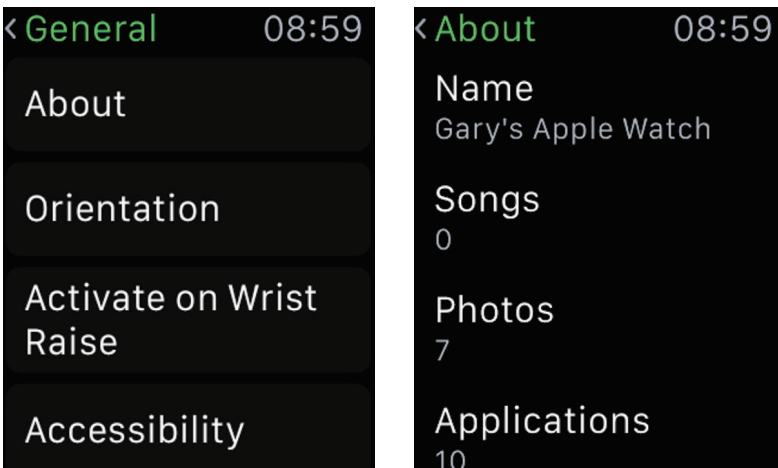 General 08:59
About
Orientation
Activate on Wrist
Raise
Accessibility
About 08:59
Name
Gary's Apple Watch
Songs
0
Photos
7
Applications
10